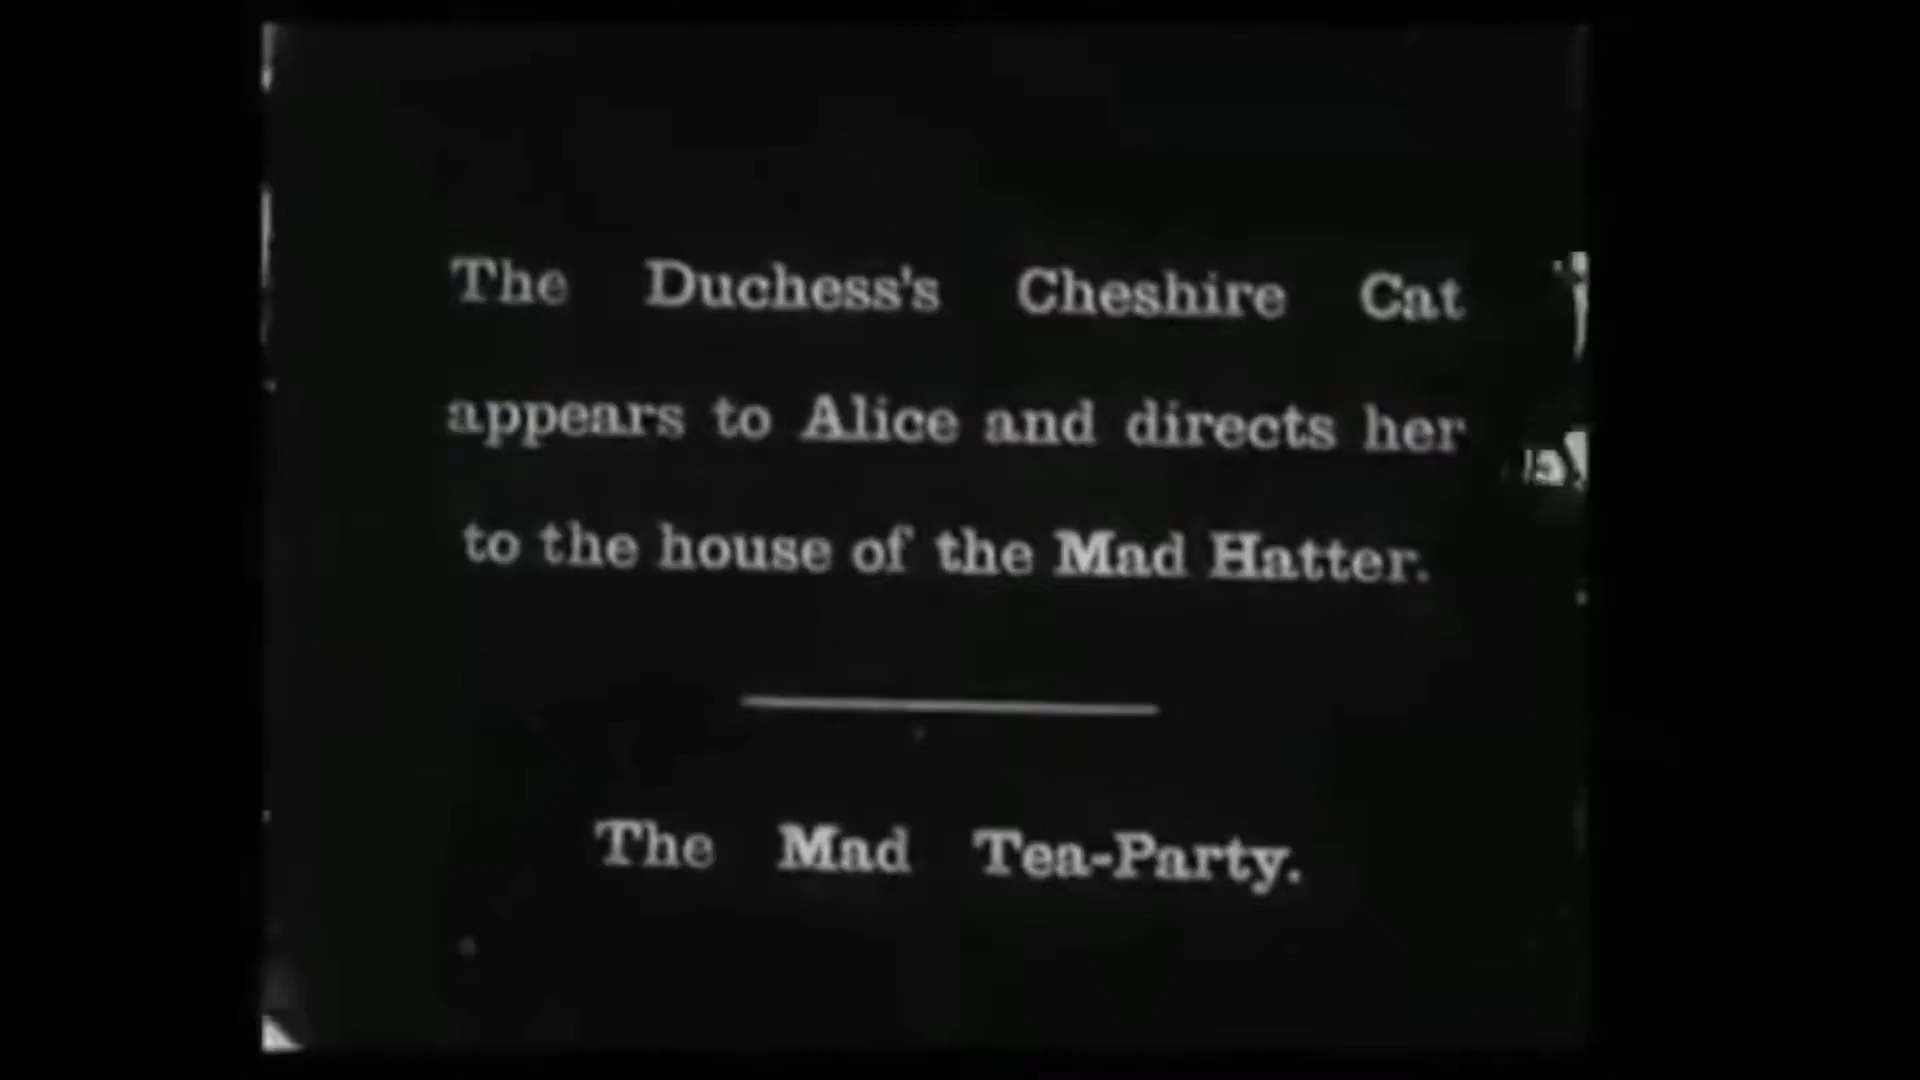 The Duchess's Cheshire Cat
appears to Alice and directs her
to the house of the Mad Hatter.
The Mad Tea-Party.